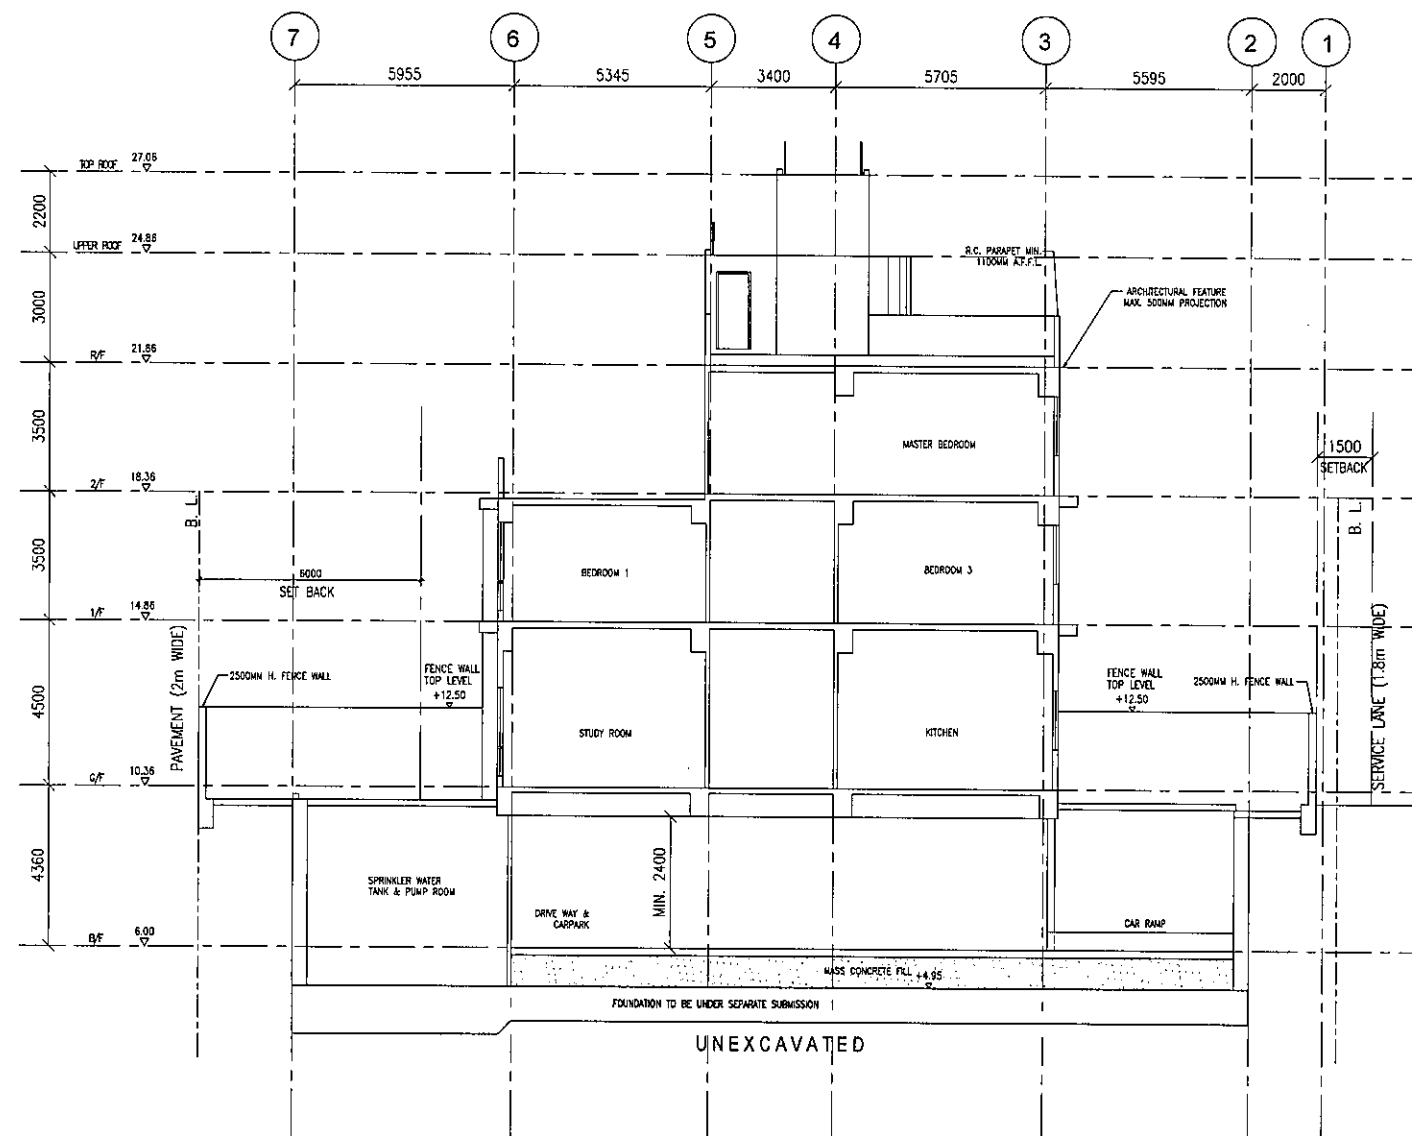 7
6
5
4
3
2
1
5955
5345
3400
5705
5595
2000
TOP ROOF 27.06
2200
UPPER ROOF 24.86
R.C. PARAPET MIN.
1100MM A.F.F.L.
3000
ARCHITECTURAL FEATURE
MAX. 500MM PROJECTION
R/F 21.86
3500
MASTER BEDROOM
1500
SETBACK
2/F 18.36
B. L.
B. L.
3500
BEDROOM 1
BEDROOM 3
6000
SET BACK
1/F 14.86
PAVEMENT (2m WIDE)
SERVICE LANE (1.8m WIDE)
2500MM H. FENCE WALL
FENCE WALL
TOP LEVEL
+12.50
FENCE WALL
TOP LEVEL
+12.50
2500MM H. FENCE WALL
4500
STUDY ROOM
KITCHEN
G/F 10.36
4360
SPRINKLER WATER
TANK & PUMP ROOM
MIN. 2400
DRIVE WAY &
CARPARK
CAR RAMP
B/F 6.00
MASS CONCRETE FILL +4.95
FOUNDATION TO BE UNDER SEPARATE SUBMISSION
UNEXCAVATED